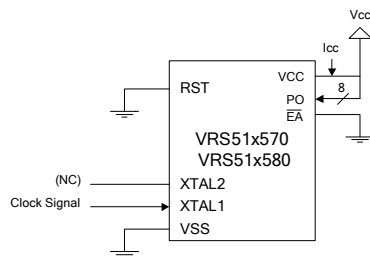 Vcc
Icc
VCC
8
RST
PO
EA
VRS51x570
VRS51x580
(NC)
XTAL2
Clock Signal
XTAL1
VSS